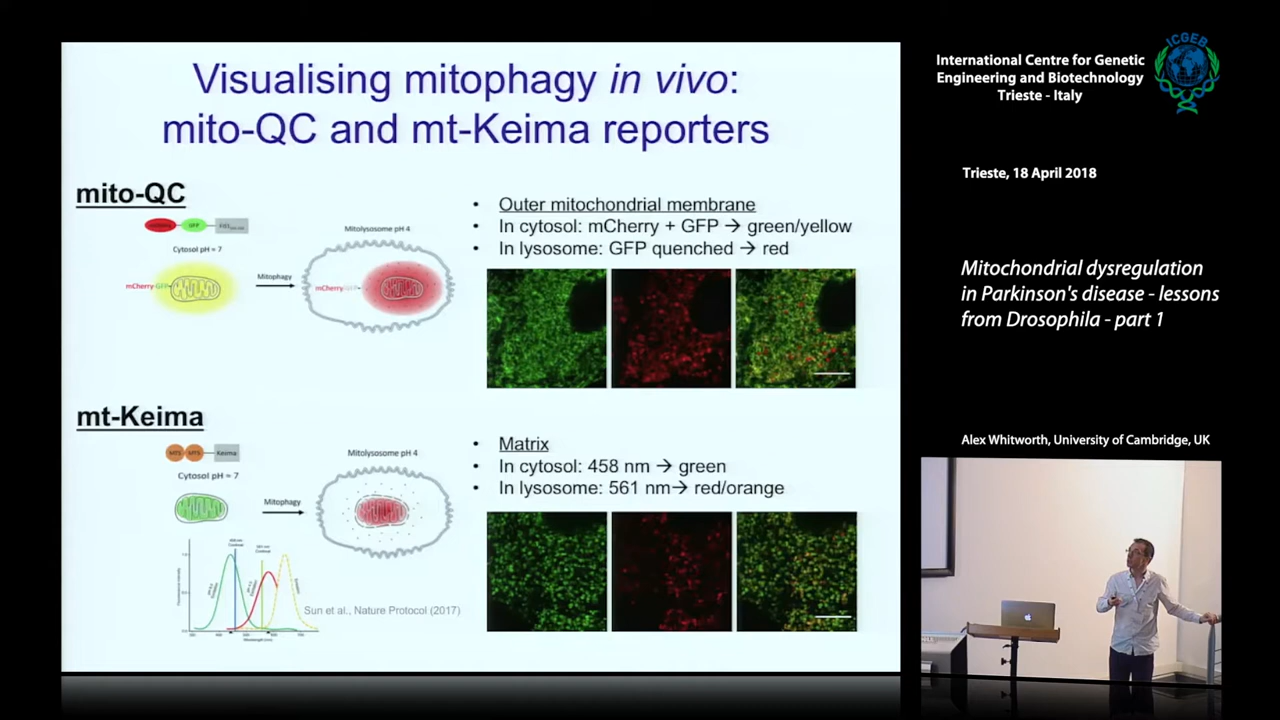 Visualising mitophagy in vivo:
mito-QC and mt-Keima reporters
mito-QC
GFP
Cytosol pH ≈ 7
mCherry-GFP
Mitophagy
Mitolysosome pH 4
mCherry
• Outer mitochondrial membrane
• In cytosol: mCherry + GFP → green/yellow
• In lysosome: GFP quenched → red
mt-Keima
MTS MTS Keima
Cytosol pH ≈ 7
Mitophagy
Mitolysosome pH 4
Sun et al., Nature Protocol (2017)
• Matrix
• In cytosol: 458 nm → green
• In lysosome: 561 nm→ red/orange
International Centre for Genetic
Engineering and Biotechnology
Trieste - Italy
ICGEB
Trieste, 18 April 2018
Mitochondrial dysregulation
in Parkinson's disease - lessons
from Drosophila - part 1
Alex Whitworth, University of Cambridge, UK